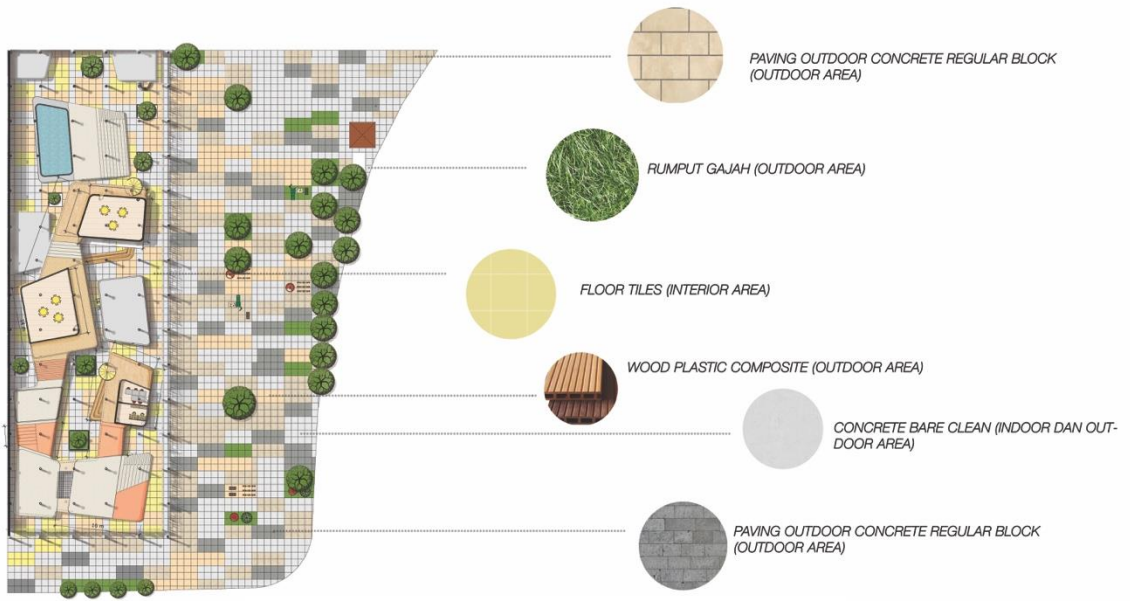 PAVING OUTDOOR CONCRETE REGULAR BLOCK
(OUTDOOR AREA)
RUMPUT GAJAH (OUTDOOR AREA)
FLOOR TILES (INTERIOR AREA)
WOOD PLASTIC COMPOSITE (OUTDOOR AREA)
CONCRETE BARE CLEAN (INDOOR DAN OUT-
DOOR AREA)
PAVING OUTDOOR CONCRETE REGULAR BLOCK
(OUTDOOR AREA)